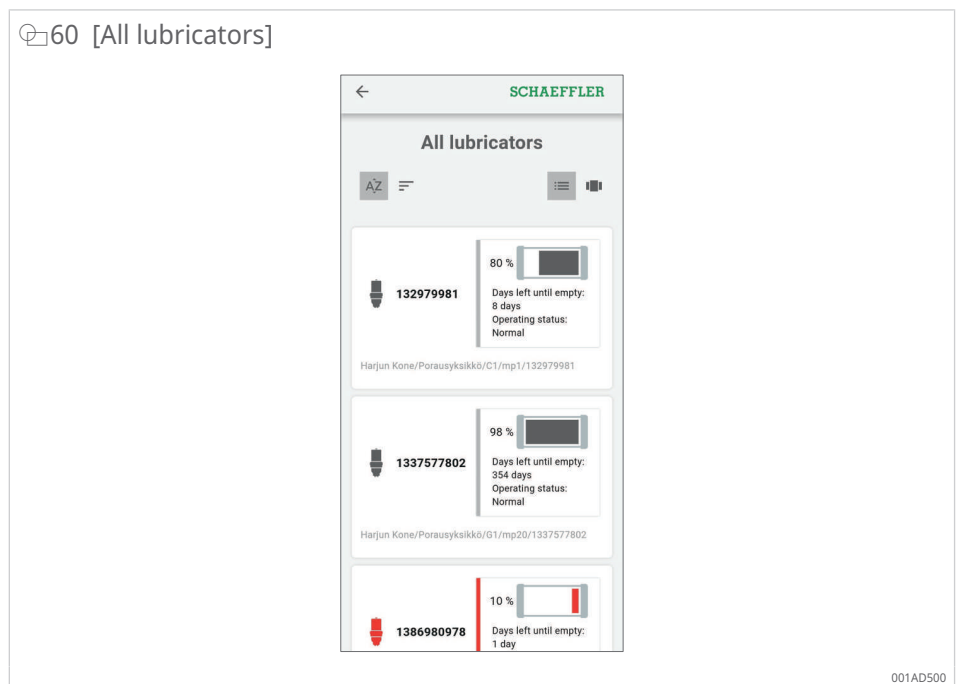 60 [All lubricators]
SCHAEFFLER
All lubricators
AZ
80 %
132979981
Days left until empty:
8 days
Operating status:
Normal
Harjun Kone/Porausyksikkö/C1/mp1/132979981
98 %
1337577802
Days left until empty:
354 days
Operating status:
Normal
Harjun Kone/Porausyksikkö/G1/mp20/1337577802
10 %
1386980978
Days left until empty:
1 day
001AD500